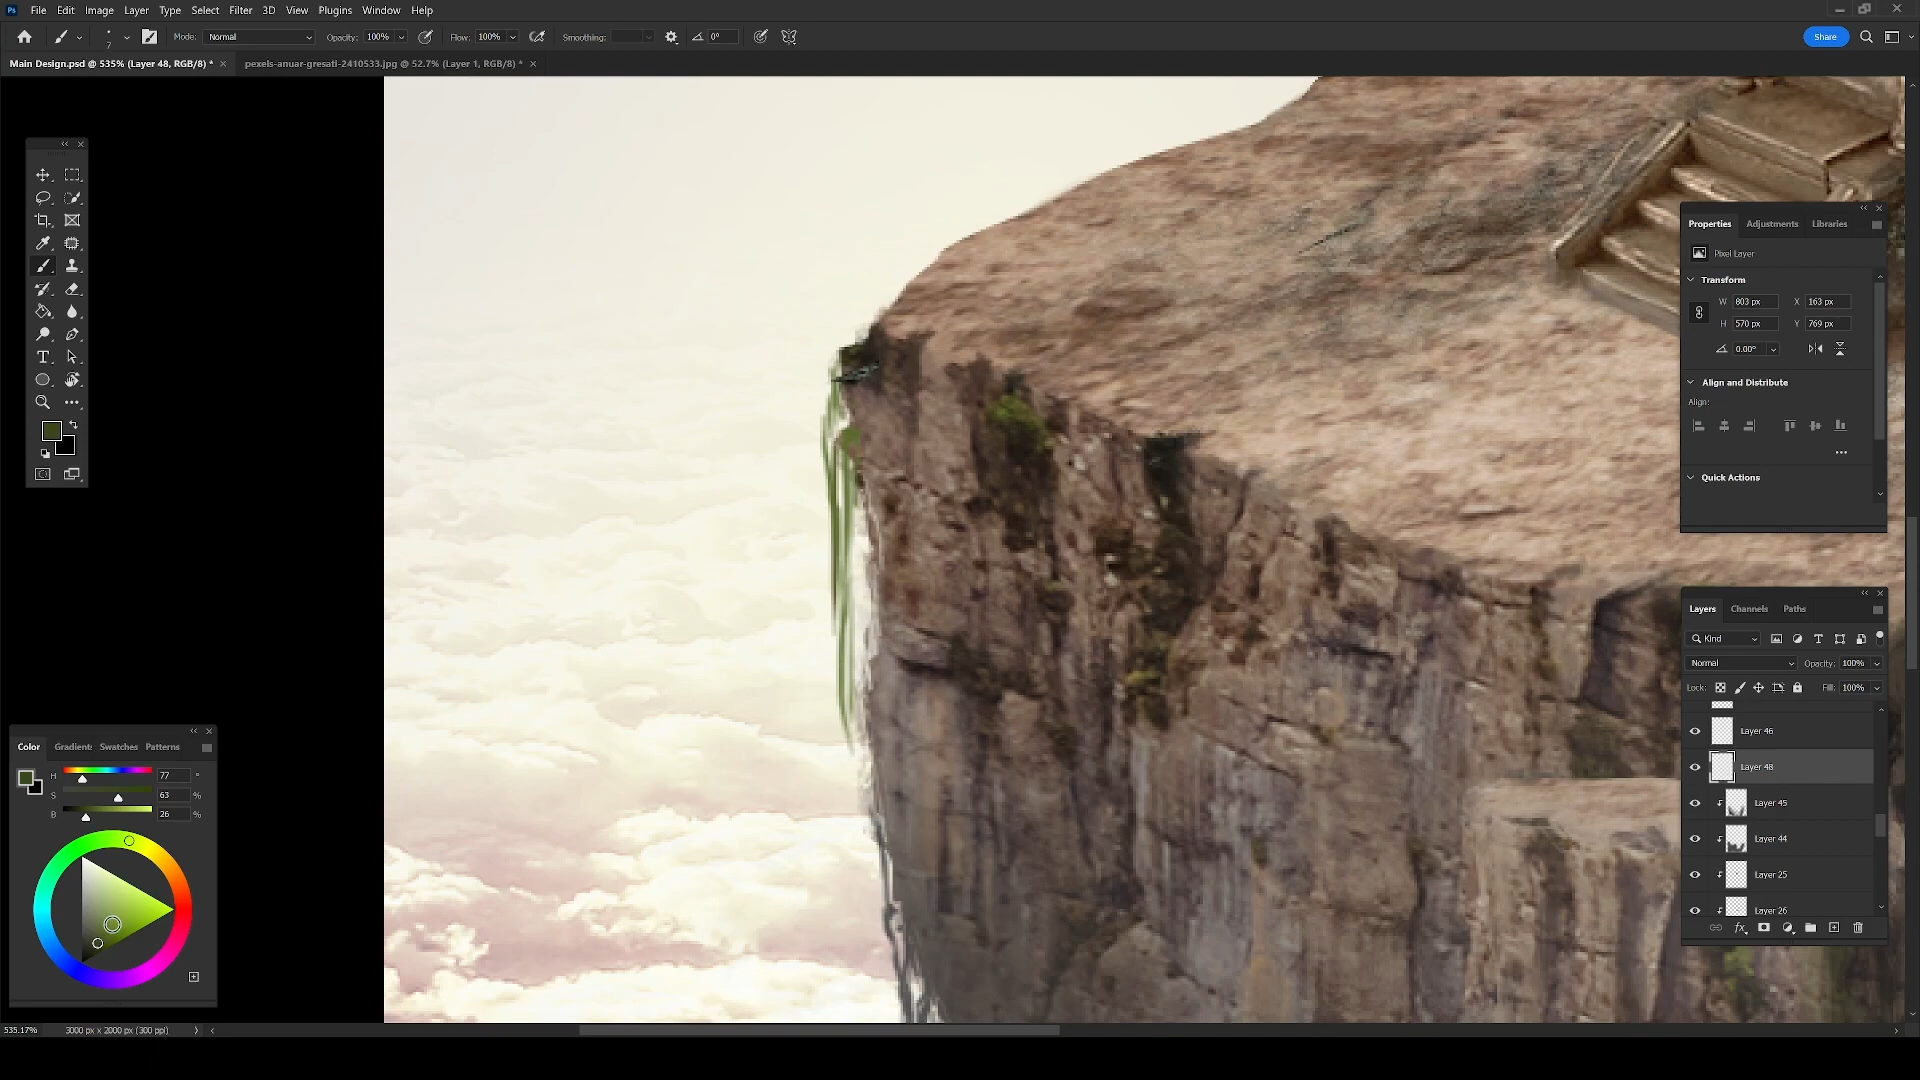 Ps File Edit Image Layer Type Select Filter 3D View Plugins Window Help
7 Mode: Normal Opacity: 100% Flow: 100% Smoothing: 0° Share
Main Design.psd @ 535% (Layer 48, RGB/8) * × pexels-anuar-gresati-2410533.jpg @ 52.7% (Layer 1, RGB/8) * ×
Properties Adjustments Libraries
Pixel Layer
Transform
W 803 px X 163 px
H 570 px Y 769 px
0.00°
Align and Distribute
Align:
Quick Actions
Layers Channels Paths
Kind
Normal Opacity: 100%
Lock: Fill: 100%
Layer 46
Layer 48
Layer 45
Layer 44
Layer 25
Layer 26
Color Gradients Swatches Patterns
H 77 °
S 63 %
B 26 %
535.17% 3000 px x 2000 px (300 ppi)